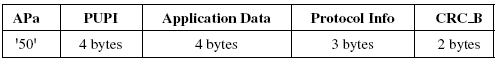 APa PUPI Application Data Protocol Info CRC_B
'50' 4 bytes 4 bytes 3 bytes 2 bytes